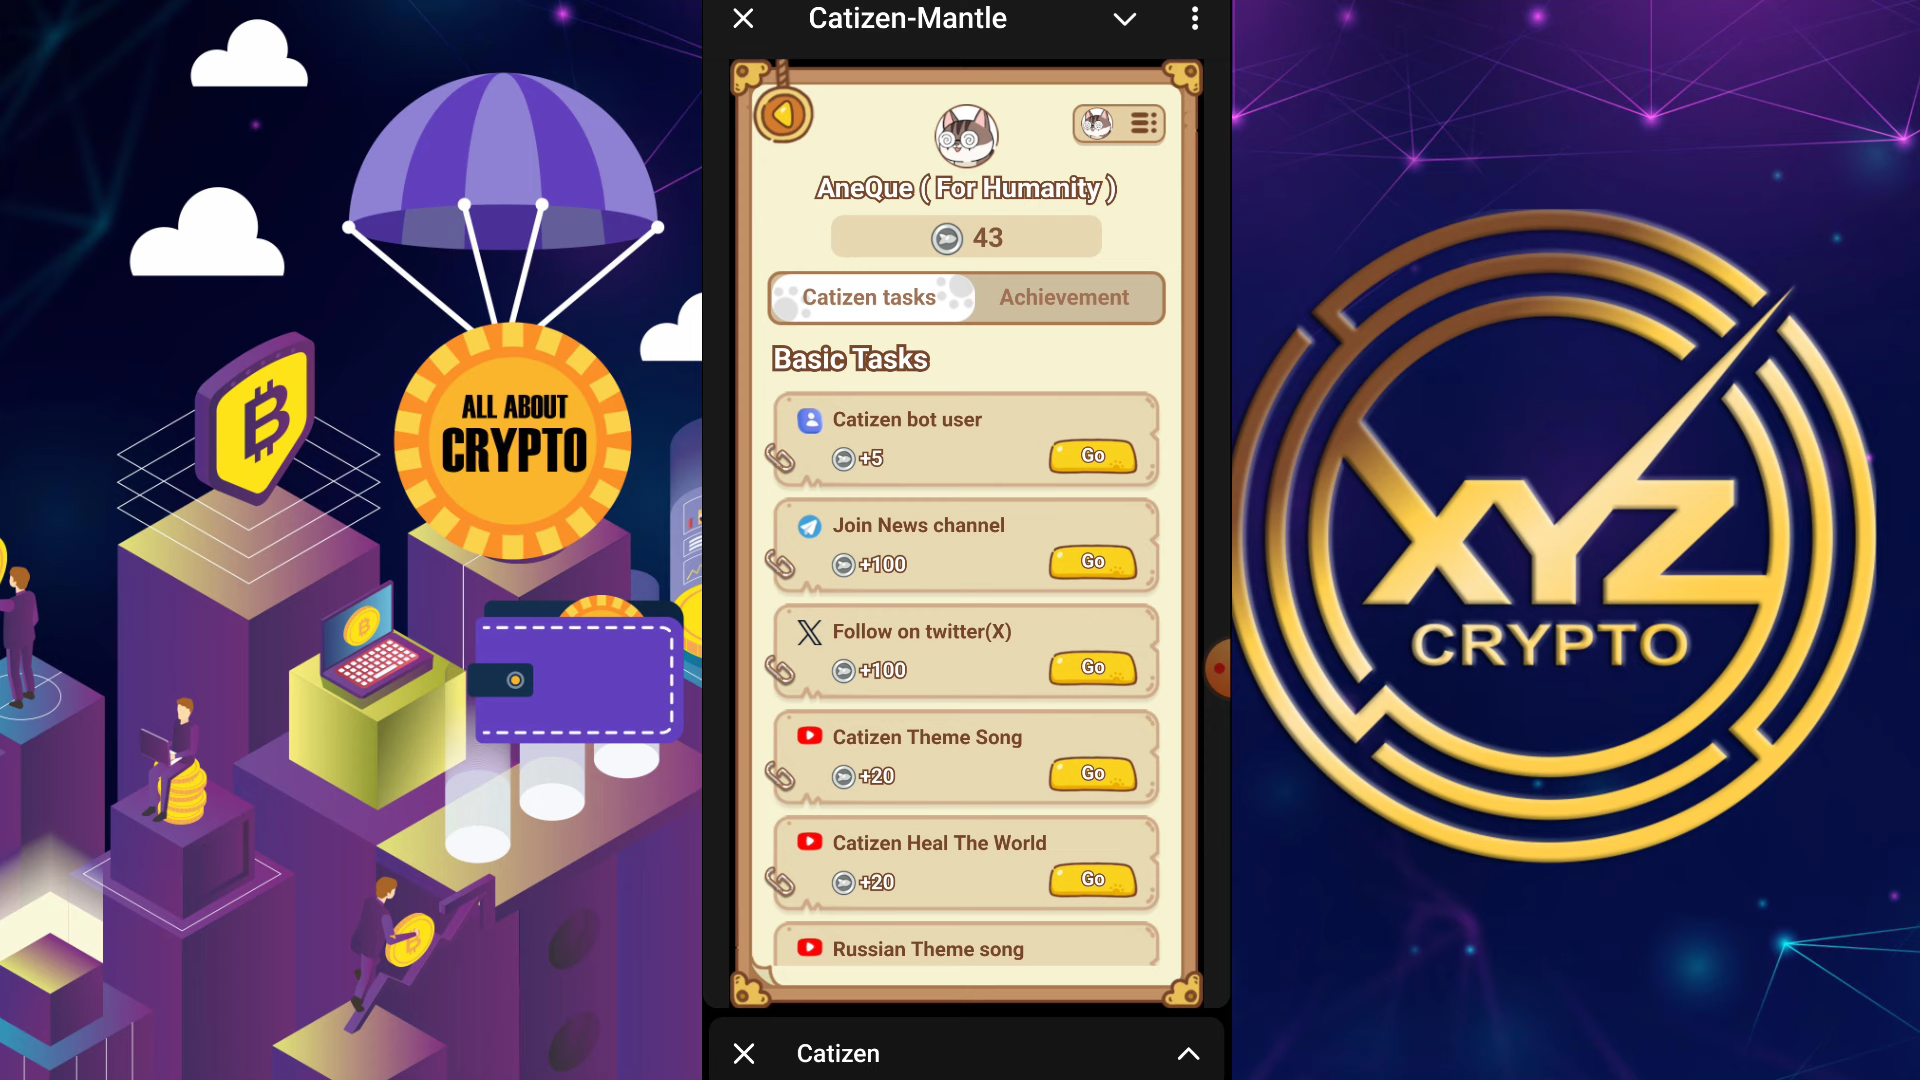 ALL ABOUT
CRYPTO
Catizen-Mantle
AneQue ( For Humanity )
43
Catizen tasks
Achievement
Basic Tasks
Catizen bot user
+5
Go
Join News channel
+100
Go
Follow on twitter(X)
+100
Go
Catizen Theme Song
+20
Go
Catizen Heal The World
+20
Go
Russian Theme song
Catizen
XYZ
CRYPTO